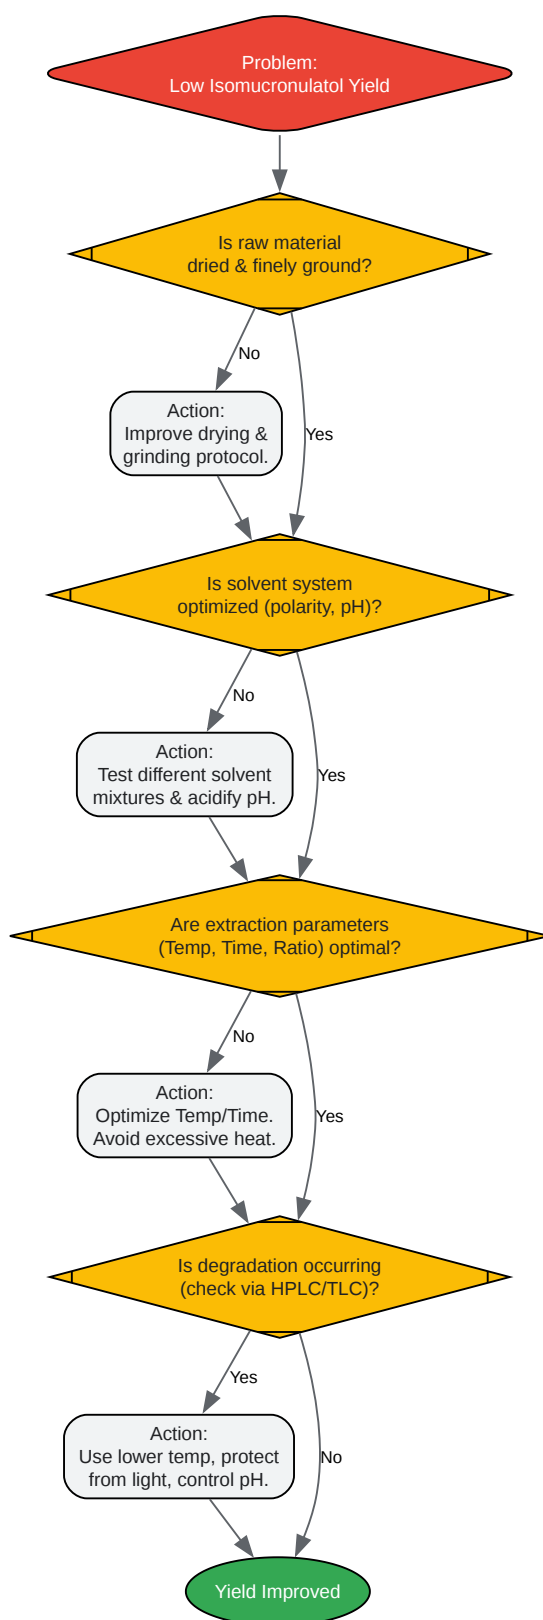 Problem:
Low Isomucronulatol Yield
Is raw material
dried & finely ground?
No
Action:
Improve drying &
grinding protocol.
Yes
Is solvent system
optimized (polarity, pH)?
No
Action:
Test different solvent
mixtures & acidify pH.
Yes
Are extraction parameters
(Temp, Time, Ratio) optimal?
No
Action:
Optimize Temp/Time.
Avoid excessive heat.
Yes
Is degradation occurring
(check via HPLC/TLC)?
Yes
Action:
Use lower temp, protect
from light, control pH.
No
Yield Improved